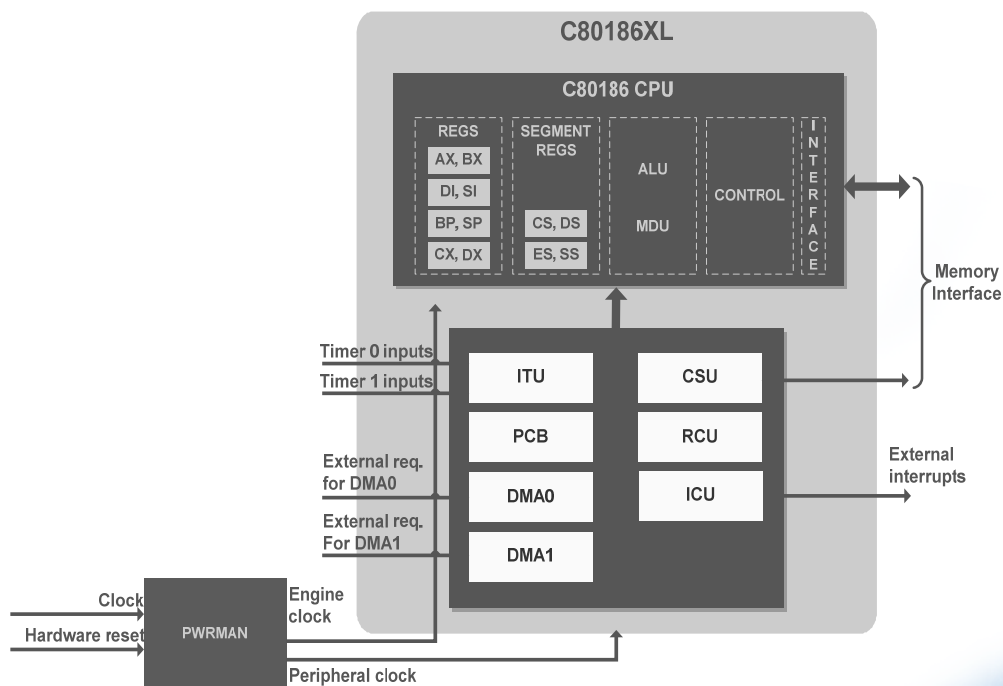 C80186XL
C80186 CPU
REGS
AX, BX
DI, SI
BP, SP
CX, DX
SEGMENT
REGS
CS, DS
ES, SS
ALU
MDU
CONTROL
INTERFACE
Memory
Interface
Timer 0 inputs
Timer 1 inputs
External req.
for DMA0
External req.
For DMA1
ITU
PCB
DMA0
DMA1
CSU
RCU
ICU
External
interrupts
Clock
Hardware reset
PWRMAN
Engine
clock
Peripheral clock